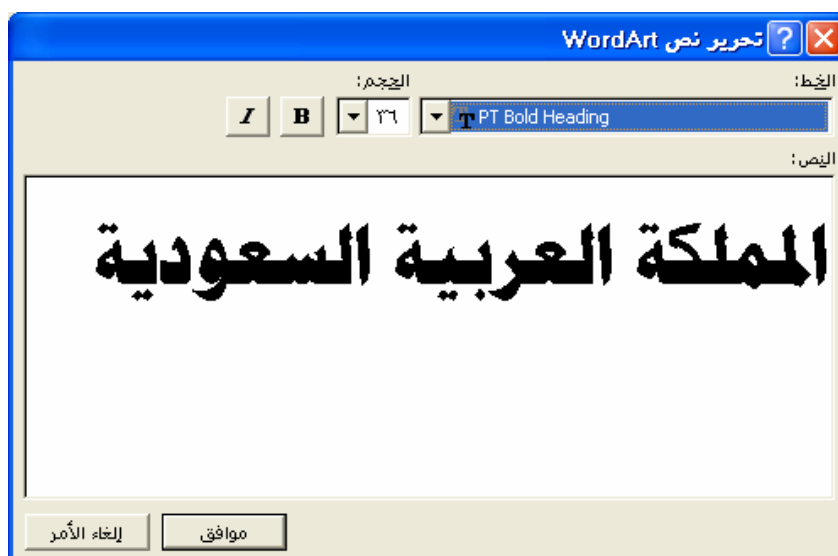 تحرير نص WordArt
الخط: الحجم:
PT Bold Heading ٣٦ B I
النص:
المملكة العربية السعودية
موافق إلغاء الأمر